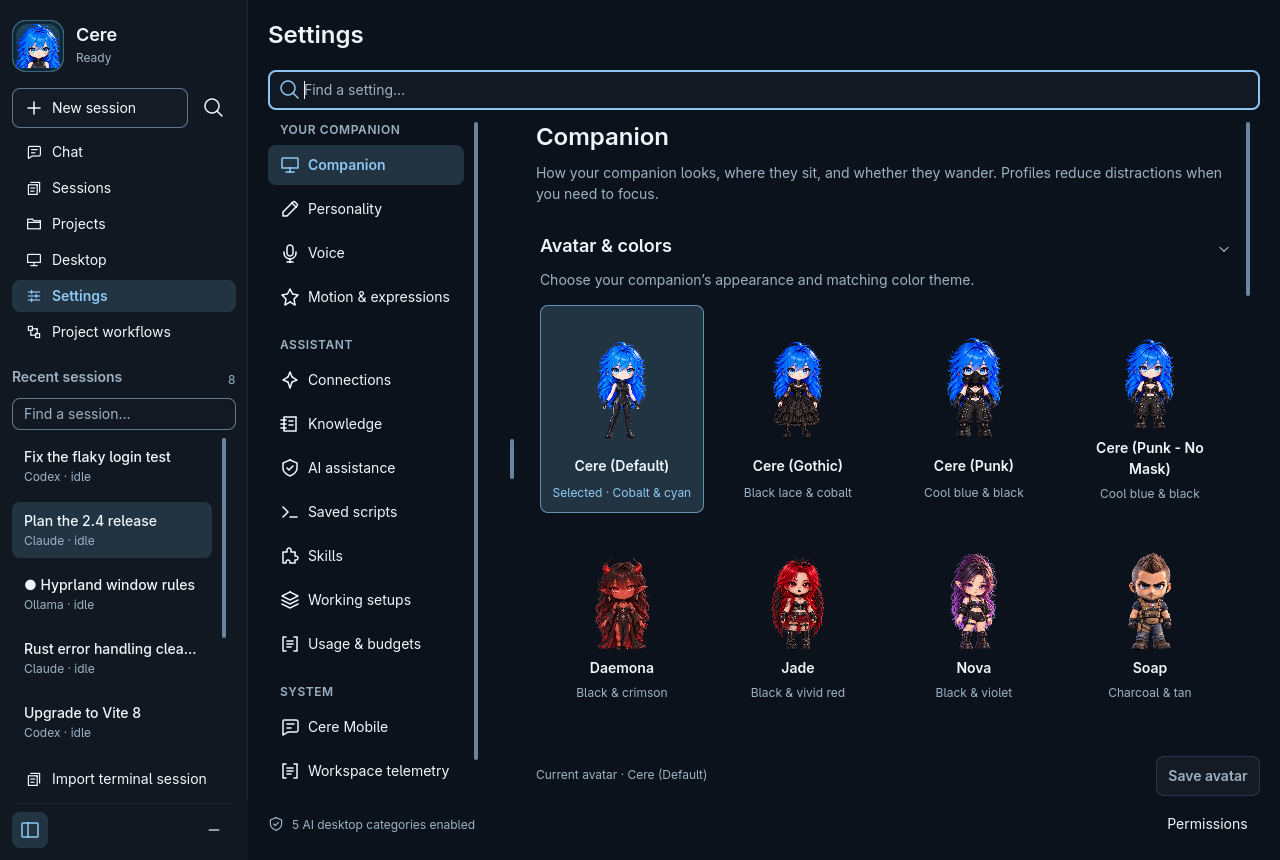 Cere
Ready
New session
Chat
Sessions
Projects
Desktop
Settings
Project workflows
Recent sessions
8
Find a session...
Fix the flaky login test
Codex · idle
Plan the 2.4 release
Claude · idle
● Hyprland window rules
Ollama · idle
Rust error handling clea...
Claude · idle
Upgrade to Vite 8
Codex · idle
Import terminal session
Settings
Find a setting...
YOUR COMPANION
Companion
Personality
Voice
Motion & expressions
ASSISTANT
Connections
Knowledge
AI assistance
Saved scripts
Skills
Working setups
Usage & budgets
SYSTEM
Cere Mobile
Workspace telemetry
Companion
How your companion looks, where they sit, and whether they wander. Profiles reduce distractions when
you need to focus.
Avatar & colors
Choose your companion’s appearance and matching color theme.
Cere (Default)
Selected · Cobalt & cyan
Cere (Gothic)
Black lace & cobalt
Cere (Punk)
Cool blue & black
Cere (Punk - No
Mask)
Cool blue & black
Daemona
Black & crimson
Jade
Black & vivid red
Nova
Black & violet
Soap
Charcoal & tan
Current avatar · Cere (Default)
Save avatar
5 AI desktop categories enabled
Permissions